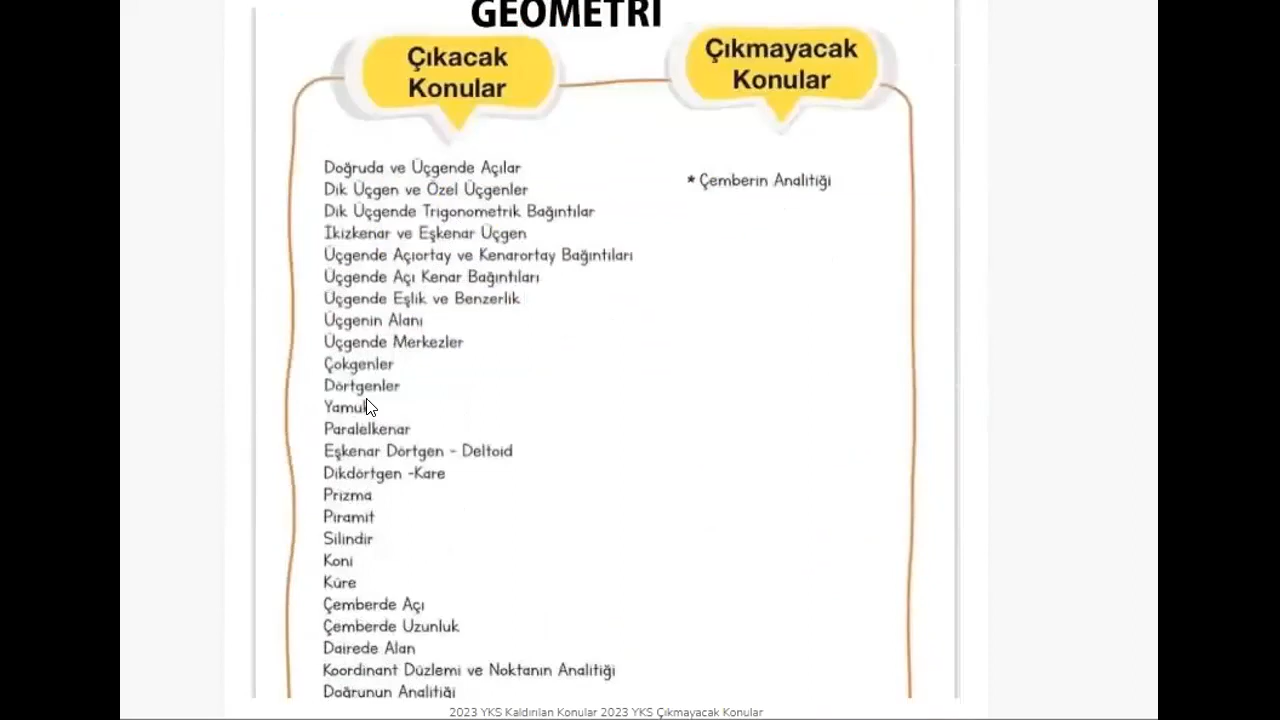 GEOMETRİ
Çıkacak
Konular
Çıkmayacak
Konular
Doğruda ve Üçgende Açılar
Dik Üçgen ve Özel Üçgenler
Dik Üçgende Trigonometrik Bağıntılar
İkizkenar ve Eşkenar Üçgen
Üçgende Açıortay ve Kenarortay Bağıntıları
Üçgende Açı Kenar Bağıntıları
Üçgende Eşlik ve Benzerlik
Üçgenin Alanı
Üçgende Merkezler
Çokgenler
Dörtgenler
Yamuk
Paralelkenar
Eşkenar Dörtgen - Deltoid
Dikdörtgen -Kare
Prizma
Piramit
Silindir
Koni
Küre
Çemberde Açı
Çemberde Uzunluk
Dairede Alan
Koordinant Düzlemi ve Noktanın Analitiği
Doğrunun Analitiği
* Çemberin Analitiği
2023 YKS Kaldırılan Konular 2023 YKS Çıkmayacak Konular